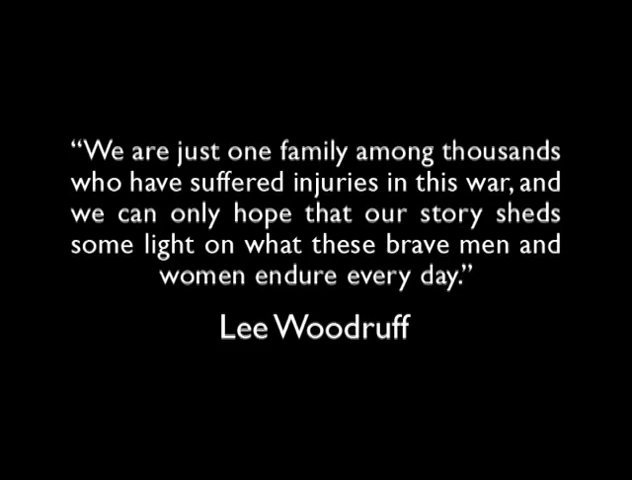 “We are just one family among thousands
who have suffered injuries in this war, and
we can only hope that our story sheds
some light on what these brave men and
women endure every day.”
Lee Woodruff